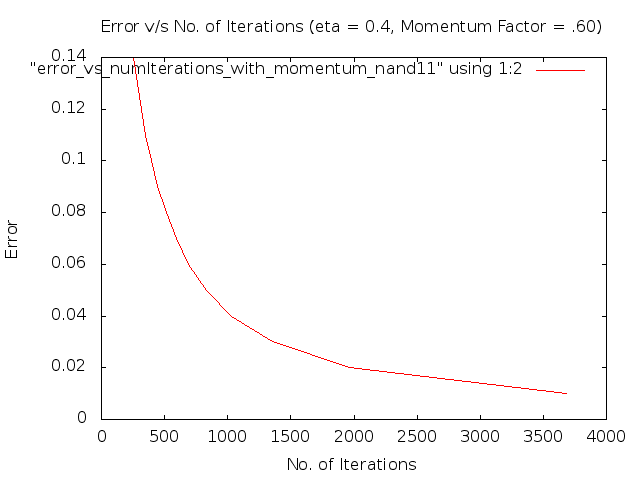 Error v/s No. of Iterations (eta = 0.4, Momentum Factor = .60)
"error_vs_numIterations_with_momentum_nand11" using 1:2
0.14
0.12
0.1
0.08
0.06
0.04
0.02
0
Error
0 500 1000 1500 2000 2500 3000 3500 4000
No. of Iterations